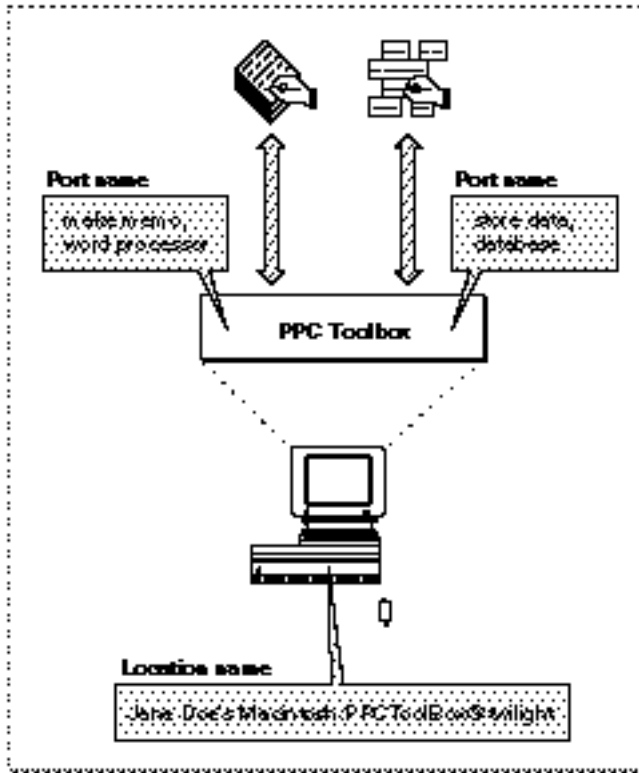 Port name
make memo,
word processor
Port name
store data,
database
PPC Toolbox
Location name
Jane Doe's Macintosh:PPCToolBox@twilight